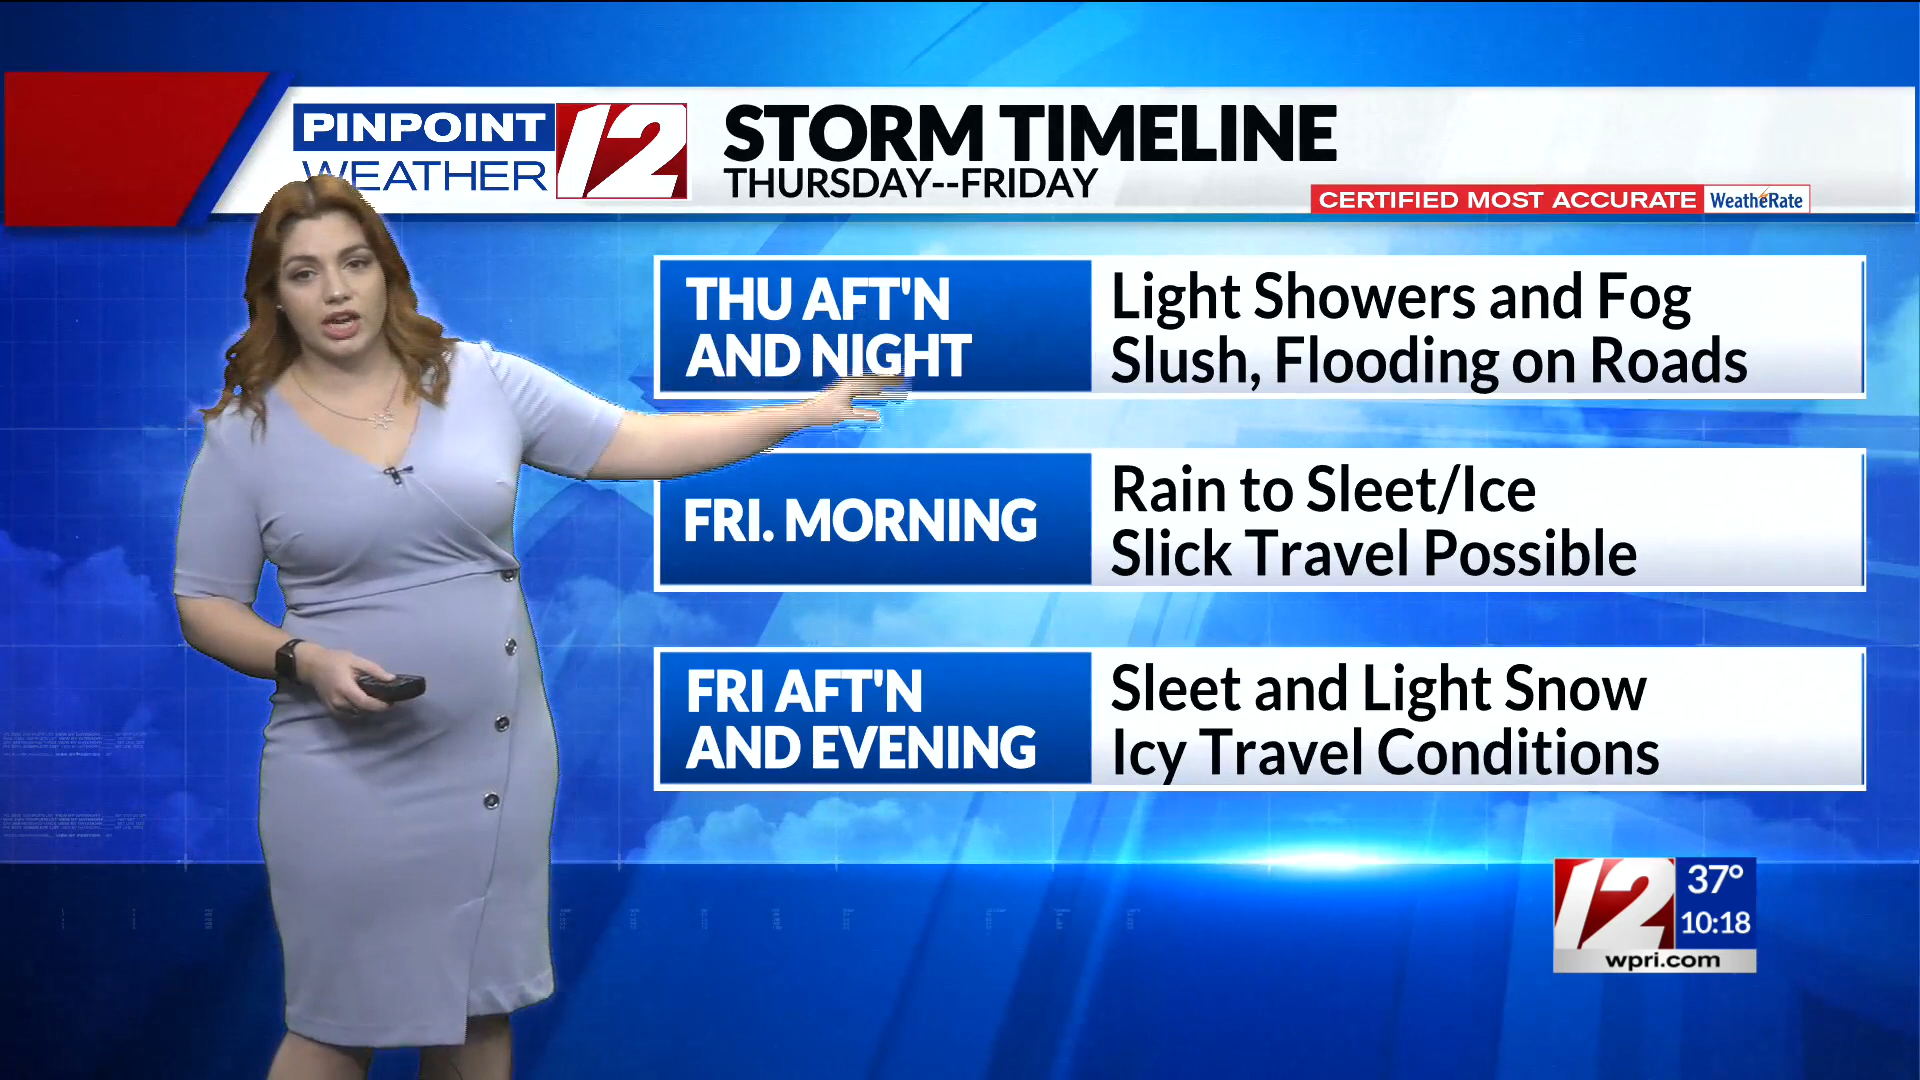 PINPOINT
WEATHER
12
STORM TIMELINE
THURSDAY--FRIDAY
CERTIFIED MOST ACCURATE WeatheRate
THU AFT'N
AND NIGHT
Light Showers and Fog
Slush, Flooding on Roads
FRI. MORNING
Rain to Sleet/Ice
Slick Travel Possible
FRI AFT'N
AND EVENING
Sleet and Light Snow
Icy Travel Conditions
12
37°
10:18
wpri.com